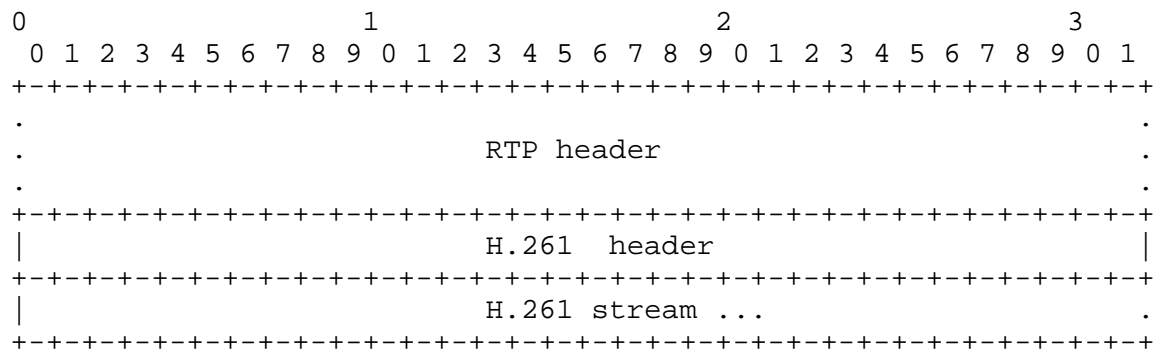 0                   1                   2                   3
 0 1 2 3 4 5 6 7 8 9 0 1 2 3 4 5 6 7 8 9 0 1 2 3 4 5 6 7 8 9 0 1
+-+-+-+-+-+-+-+-+-+-+-+-+-+-+-+-+-+-+-+-+-+-+-+-+-+-+-+-+-+-+-+-+
.                                                               .
.                          RTP header                           .
.                                                               .
+-+-+-+-+-+-+-+-+-+-+-+-+-+-+-+-+-+-+-+-+-+-+-+-+-+-+-+-+-+-+-+-+
|                          H.261  header                        |
+-+-+-+-+-+-+-+-+-+-+-+-+-+-+-+-+-+-+-+-+-+-+-+-+-+-+-+-+-+-+-+-+
|                          H.261 stream ...                     .
+-+-+-+-+-+-+-+-+-+-+-+-+-+-+-+-+-+-+-+-+-+-+-+-+-+-+-+-+-+-+-+-+